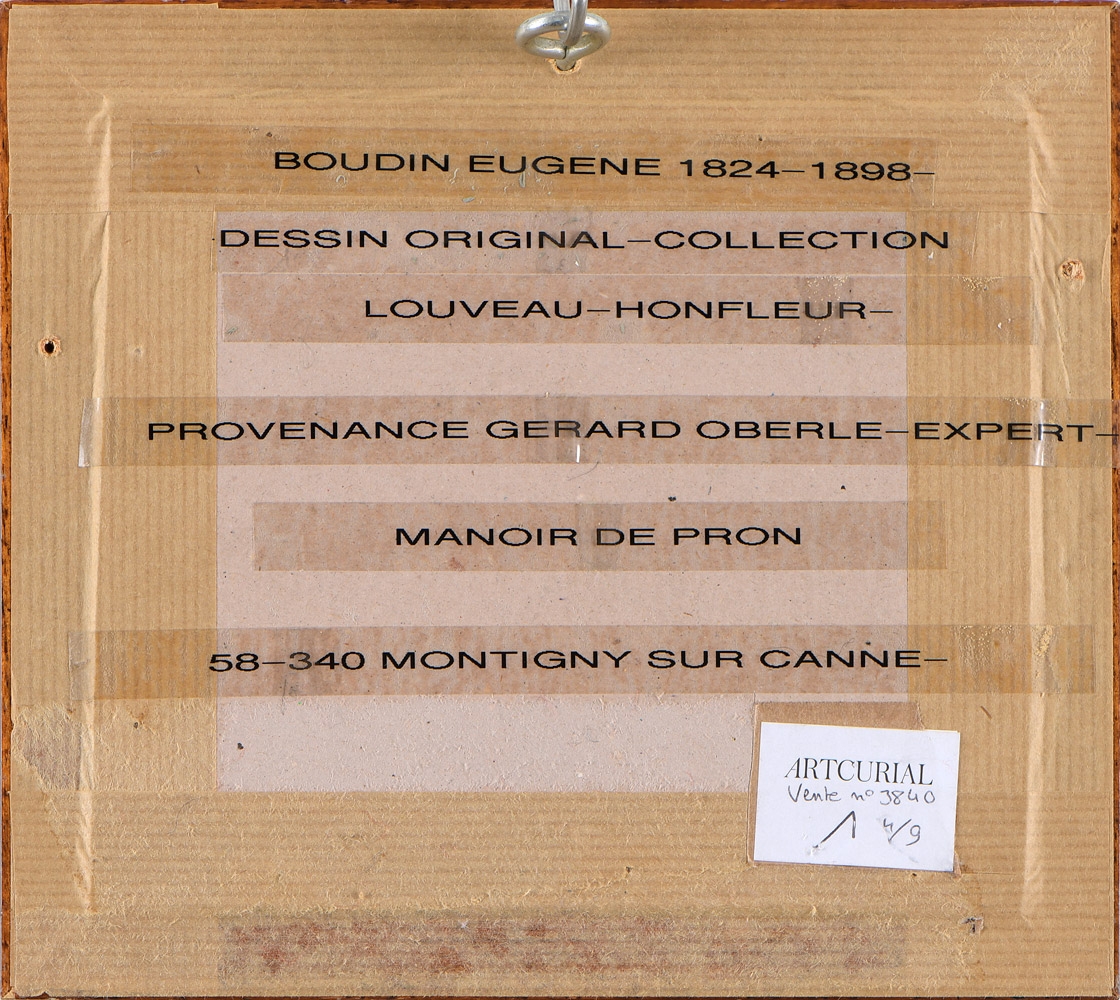 BOUDIN EUGENE 1824–1898–
DESSIN ORIGINAL–COLLECTION
LOUVEAU–HONFLEUR–
PROVENANCE GERARD OBERLE–EXPERT–
MANOIR DE PRON
58–340 MONTIGNY SUR CANNE–
ARTCURIAL
Vente n° 3840
1 4/9